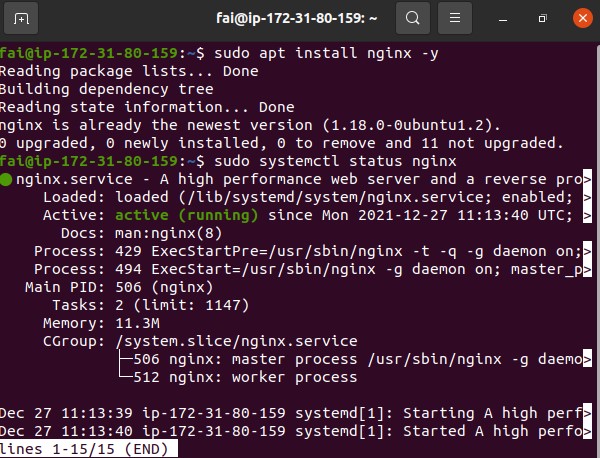 fai@ip-172-31-80-159: ~
fai@ip-172-31-80-159:~$ sudo apt install nginx -y
Reading package lists... Done
Building dependency tree
Reading state information... Done
nginx is already the newest version (1.18.0-0ubuntu1.2).
0 upgraded, 0 newly installed, 0 to remove and 11 not upgraded.
fai@ip-172-31-80-159:~$ sudo systemctl status nginx
● nginx.service - A high performance web server and a reverse pro>
     Loaded: loaded (/lib/systemd/system/nginx.service; enabled; >
     Active: active (running) since Mon 2021-12-27 11:13:40 UTC; >
       Docs: man:nginx(8)
    Process: 429 ExecStartPre=/usr/sbin/nginx -t -q -g daemon on;>
    Process: 494 ExecStart=/usr/sbin/nginx -g daemon on; master_p>
   Main PID: 506 (nginx)
      Tasks: 2 (limit: 1147)
     Memory: 11.3M
     CGroup: /system.slice/nginx.service
             ├─506 nginx: master process /usr/sbin/nginx -g daemo>
             └─512 nginx: worker process
Dec 27 11:13:39 ip-172-31-80-159 systemd[1]: Starting A high perf>
Dec 27 11:13:40 ip-172-31-80-159 systemd[1]: Started A high perfo>
lines 1-15/15 (END)